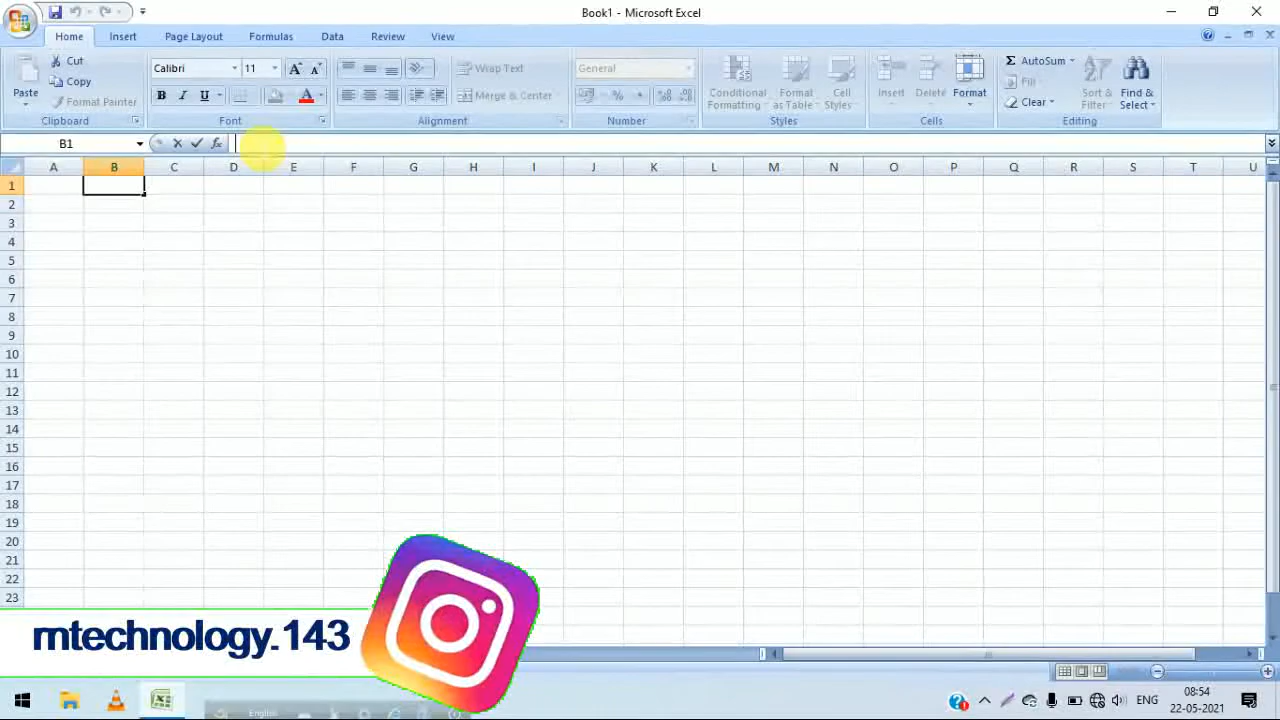 Book1 - Microsoft Excel
Home Insert Page Layout Formulas Data Review View
Cut
Copy
Format Painter
Paste
Clipboard
Calibri 11
B I U A
Font
Wrap Text
Merge & Center
Alignment
General
%
Number
Conditional Formatting
Format as Table
Cell Styles
Styles
Insert Delete Format
Cells
Σ AutoSum
Fill
Clear
Sort & Filter
Find & Select
Editing
B1 fx
A B C D E F G H I J K L M N O P Q R S T U
1
2
3
4
5
6
7
8
9
10
11
12
13
14
15
16
17
18
19
20
21
22
23
rntechnology.143
English
ENG
08:54
22-05-2021